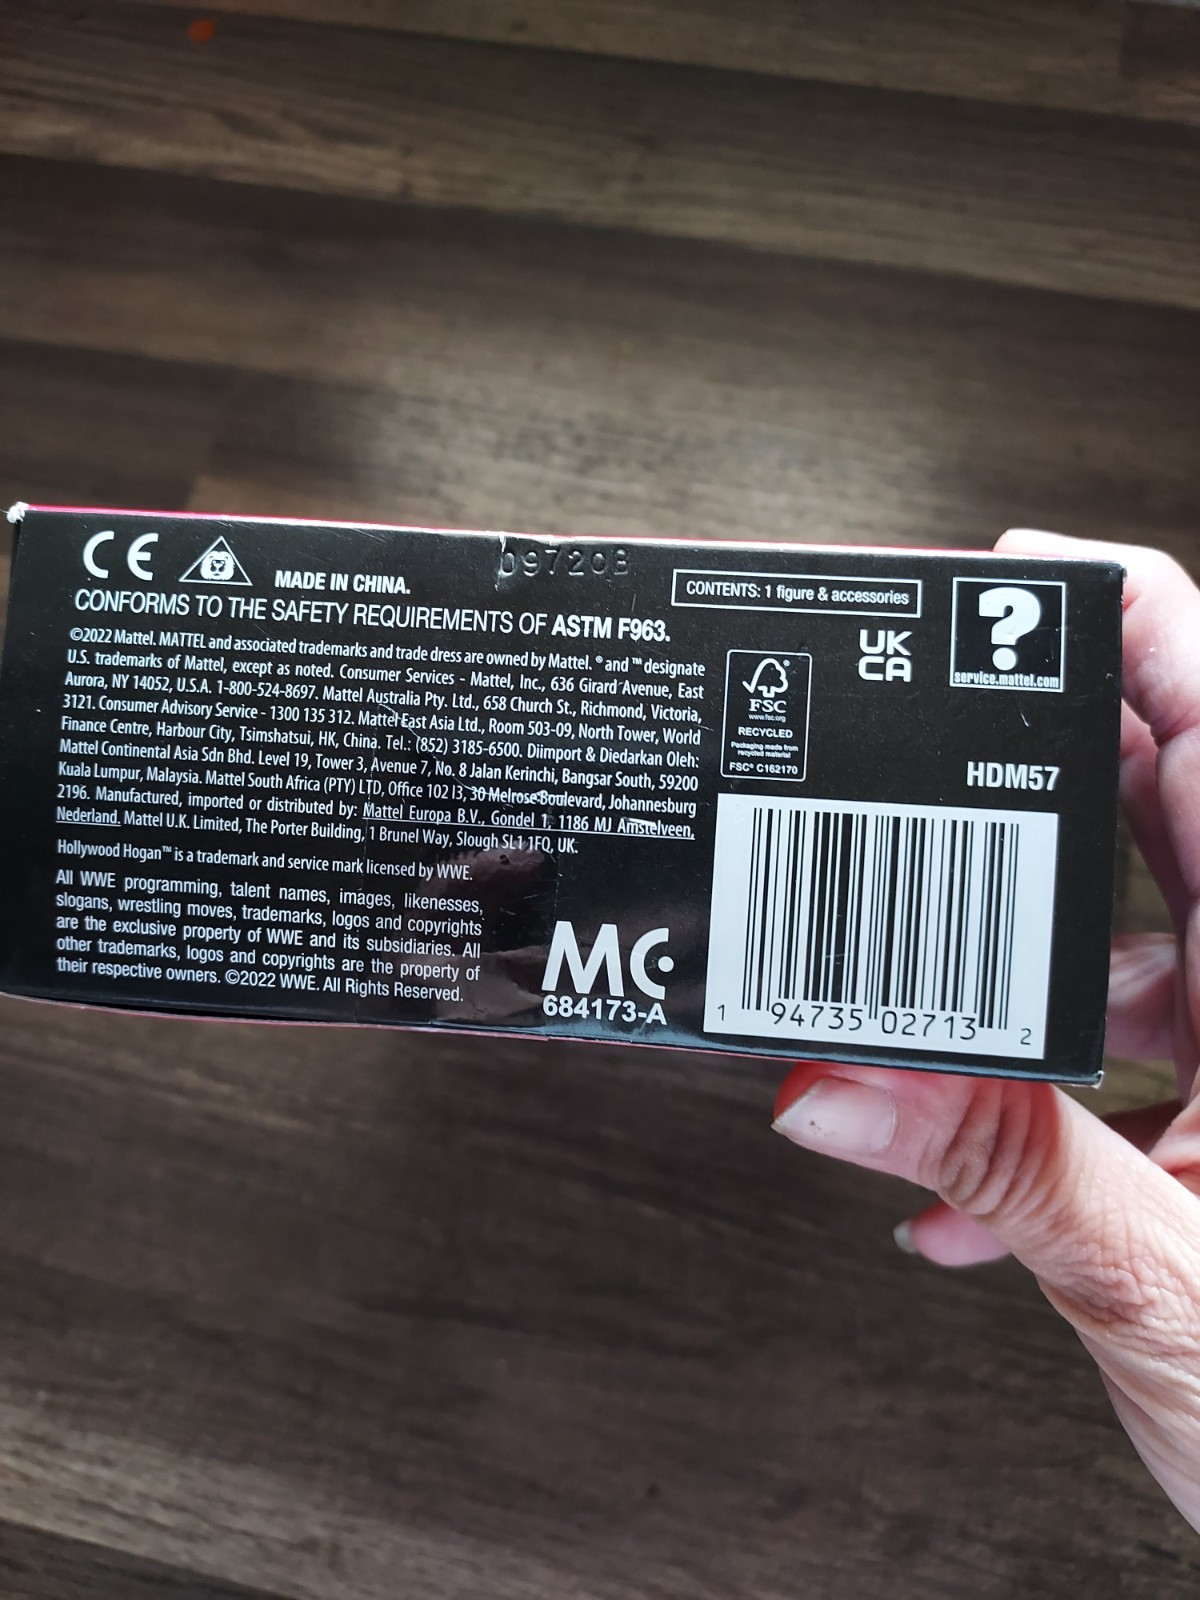 CE
MADE IN CHINA.
09720B
CONFORMS TO THE SAFETY REQUIREMENTS OF ASTM F963.
©2022 Mattel. MATTEL and associated trademarks and trade dress are owned by Mattel. ® and ™ designate
U.S. trademarks of Mattel, except as noted. Consumer Services - Mattel, Inc., 636 Girard Avenue, East
Aurora, NY 14052, U.S.A. 1-800-524-8697. Mattel Australia Pty. Ltd., 658 Church St., Richmond, Victoria,
3121. Consumer Advisory Service - 1300 135 312. Mattel East Asia Ltd., Room 503-09, North Tower, World
Finance Centre, Harbour City, Tsimshatsui, HK, China. Tel.: (852) 3185-6500. Diimport & Diedarkan Oleh:
Mattel Continental Asia Sdn Bhd. Level 19, Tower 3, Avenue 7, No. 8 Jalan Kerinchi, Bangsar South, 59200
Kuala Lumpur, Malaysia. Mattel South Africa (PTY) LTD, Office 102 I3, 30 Melrose Boulevard, Johannesburg
2196. Manufactured, imported or distributed by: Mattel Europa B.V., Gondel 1, 1186 MJ Amstelveen,
Nederland. Mattel U.K. Limited, The Porter Building, 1 Brunel Way, Slough SL1 1FQ, UK.
Hollywood Hogan™ is a trademark and service mark licensed by WWE.
All WWE programming, talent names, images, likenesses,
slogans, wrestling moves, trademarks, logos and copyrights
are the exclusive property of WWE and its subsidiaries. All
other trademarks, logos and copyrights are the property of
their respective owners. ©2022 WWE. All Rights Reserved.
MC
684173-A
CONTENTS: 1 figure & accessories
FSC
www.fsc.org
RECYCLED
Packaging made from
recycled material
FSC® C162170
UK
CA
?
service.mattel.com
HDM57
1 94735 02713 2